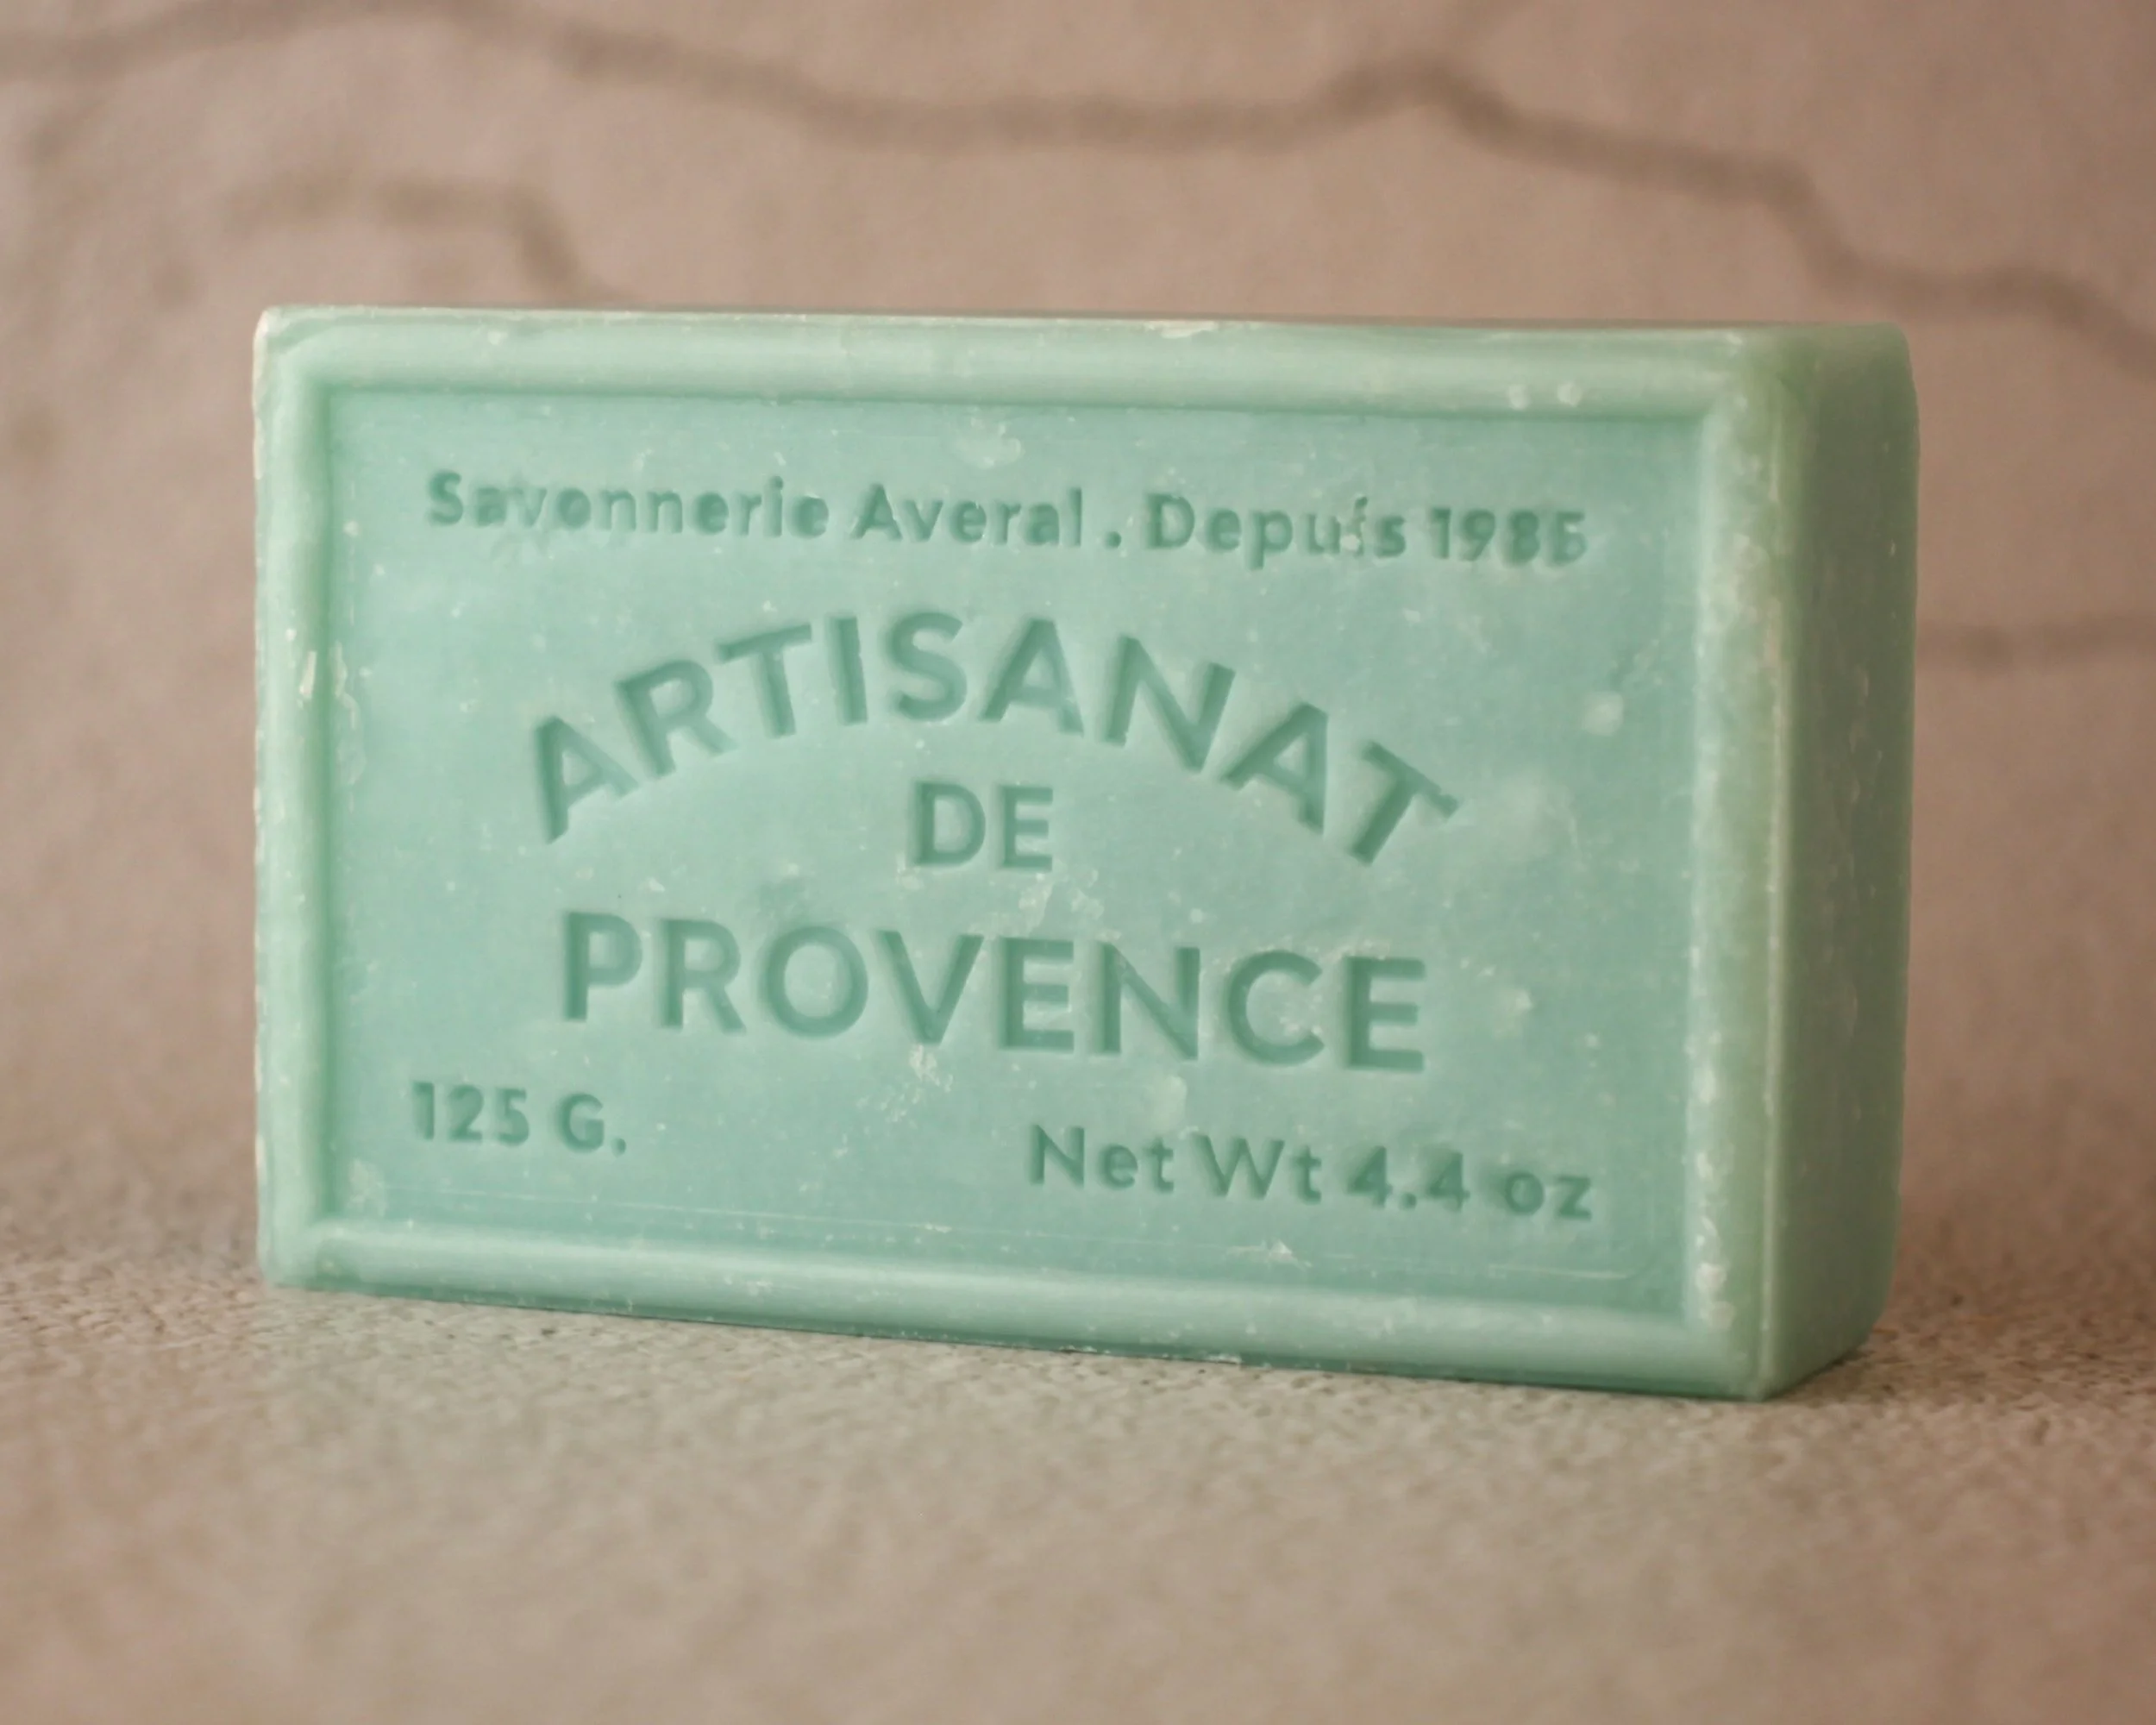 Savonnerie Averal . Depuis 1985
ARTISANAT
DE
PROVENCE
125 G.
Net Wt 4.4 oz